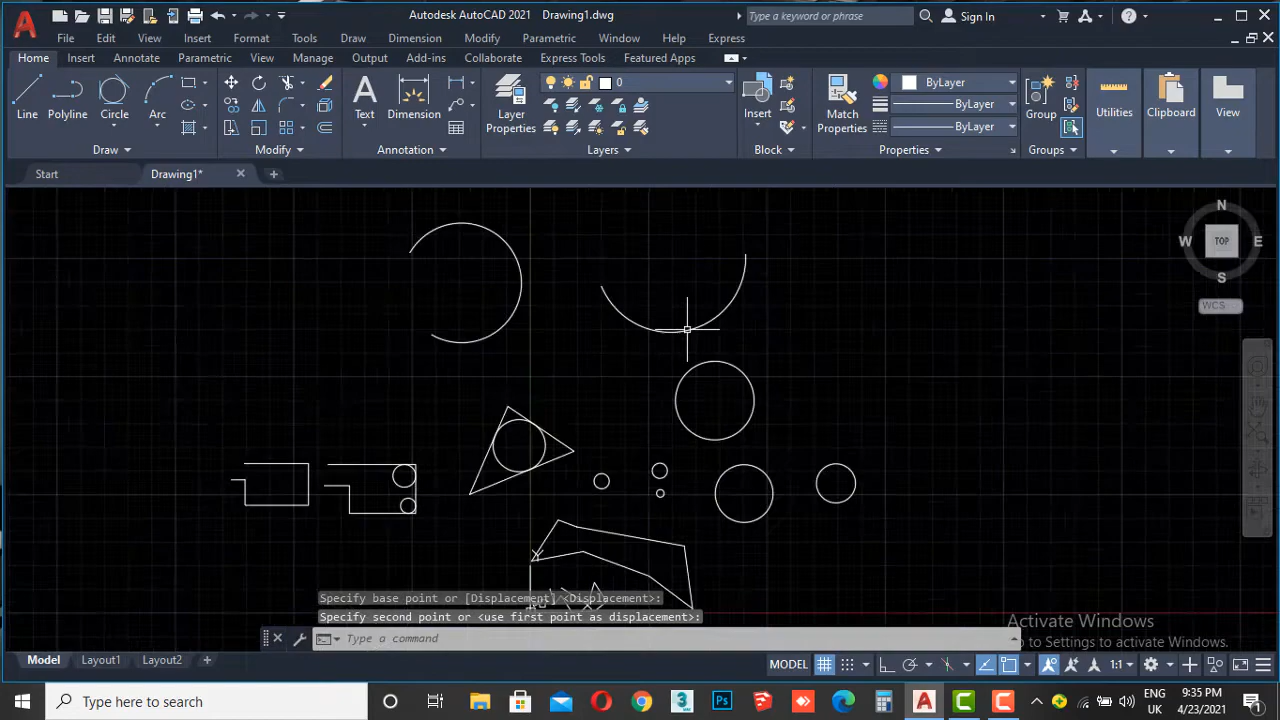 Autodesk AutoCAD 2021 Drawing1.dwg
Type a keyword or phrase
Sign In
File Edit View Insert Format Tools Draw Dimension Modify Parametric Window Help Express
Home Insert Annotate Parametric View Manage Output Add-ins Collaborate Express Tools Featured Apps
0
ByLayer
ByLayer
ByLayer
Line Polyline Circle Arc
Text Dimension
Layer
Properties
Insert
Match
Properties
Group
Utilities
Clipboard
View
Draw
Modify
Annotation
Layers
Block
Properties
Groups
Start
Drawing1*
N
W TOP E
S
WCS
Specify base point or [Displacement] <Displacement>:
Specify second point or <use first point as displacement>:
Type a command
Activate Windows
o to Settings to activate Windows.
Model Layout1 Layout2
MODEL
1:1
Type here to search
ENG
UK
9:35 PM
4/23/2021
1